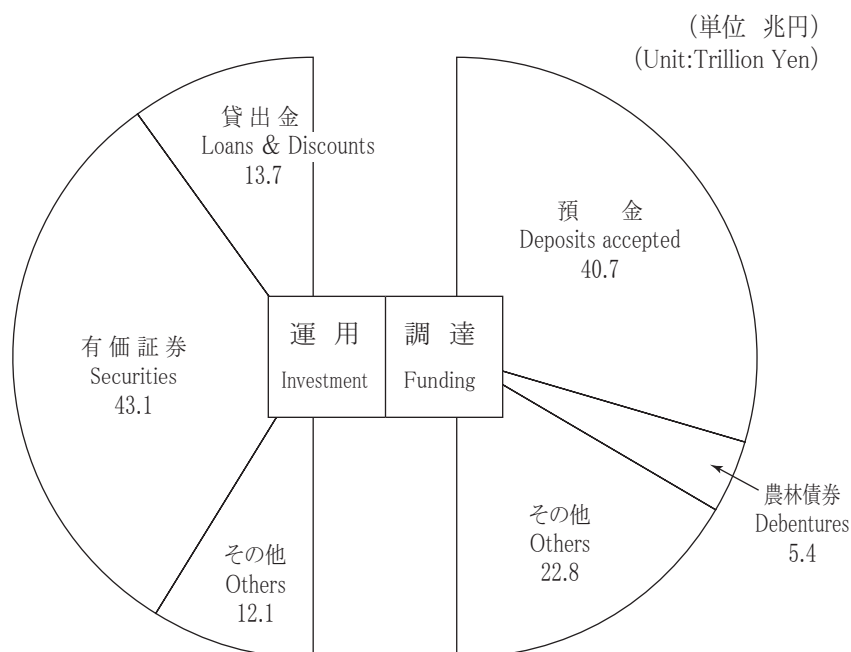 (単位 兆円)
(Unit:Trillion Yen)
貸出金
Loans & Discounts
13.7
預 金
Deposits accepted
40.7
運用
Investment
調達
Funding
有価証券
Securities
43.1
農林債券
Debentures
5.4
その他
Others
22.8
その他
Others
12.1